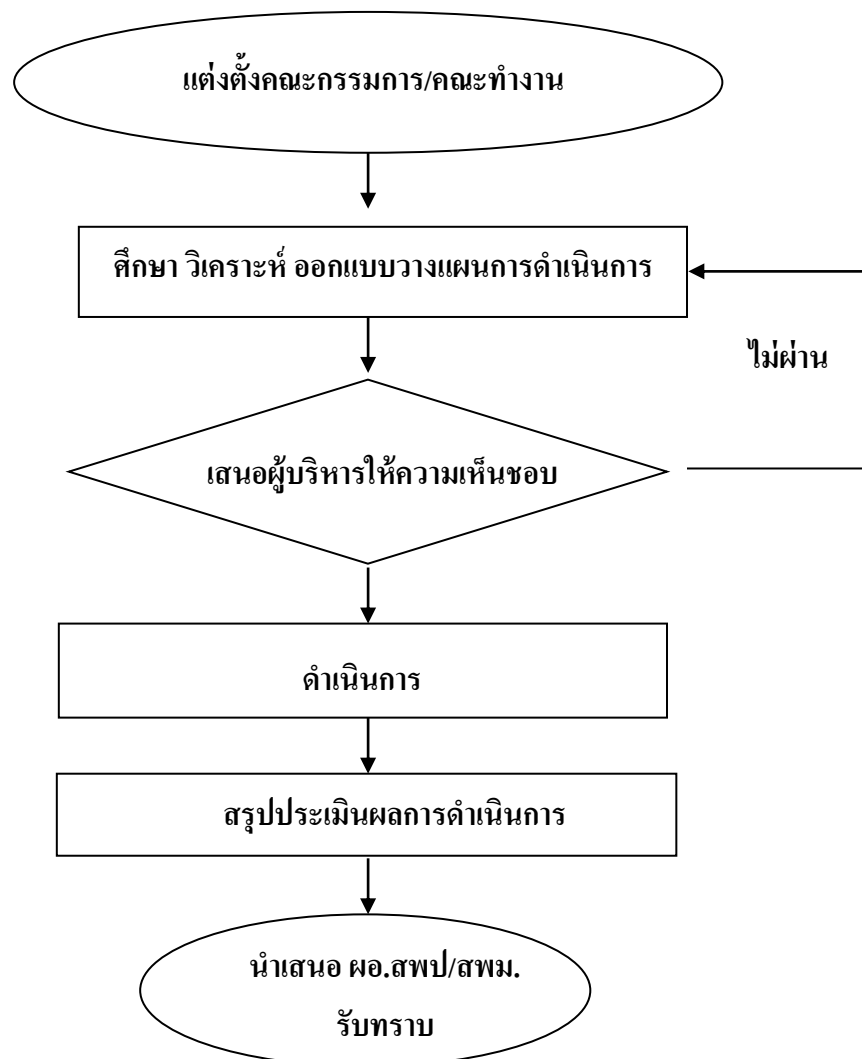 แต่งตั้งคณะกรรมการ/คณะทำงาน
ศึกษา วิเคราะห์ ออกแบบวางแผนการดำเนินการ
ไม่ผ่าน
เสนอผู้บริหารให้ความเห็นชอบ
ดำเนินการ
สรุปประเมินผลการดำเนินการ
นำเสนอ ผอ.สพป/สพม.
รับทราบ